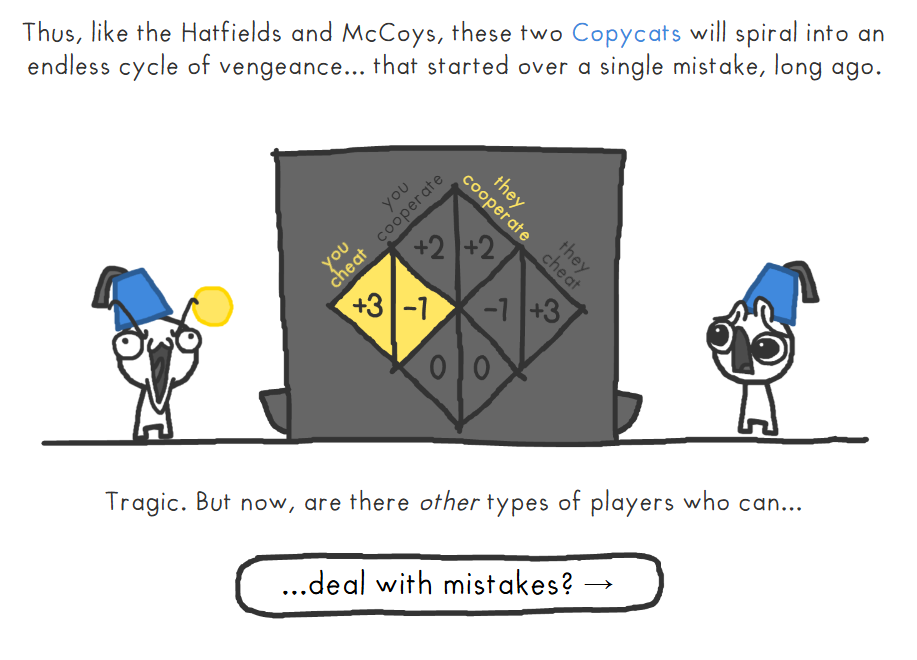 Thus, like the Hatfields and McCoys, these two Copycats will spiral into an
endless cycle of vengeance... that started over a single mistake, long ago.
you
cooperate
they
cooperate
you
cheat
they
cheat
+2 +2
+3 -1 -1 +3
0 0
Tragic. But now, are there other types of players who can...
...deal with mistakes? →